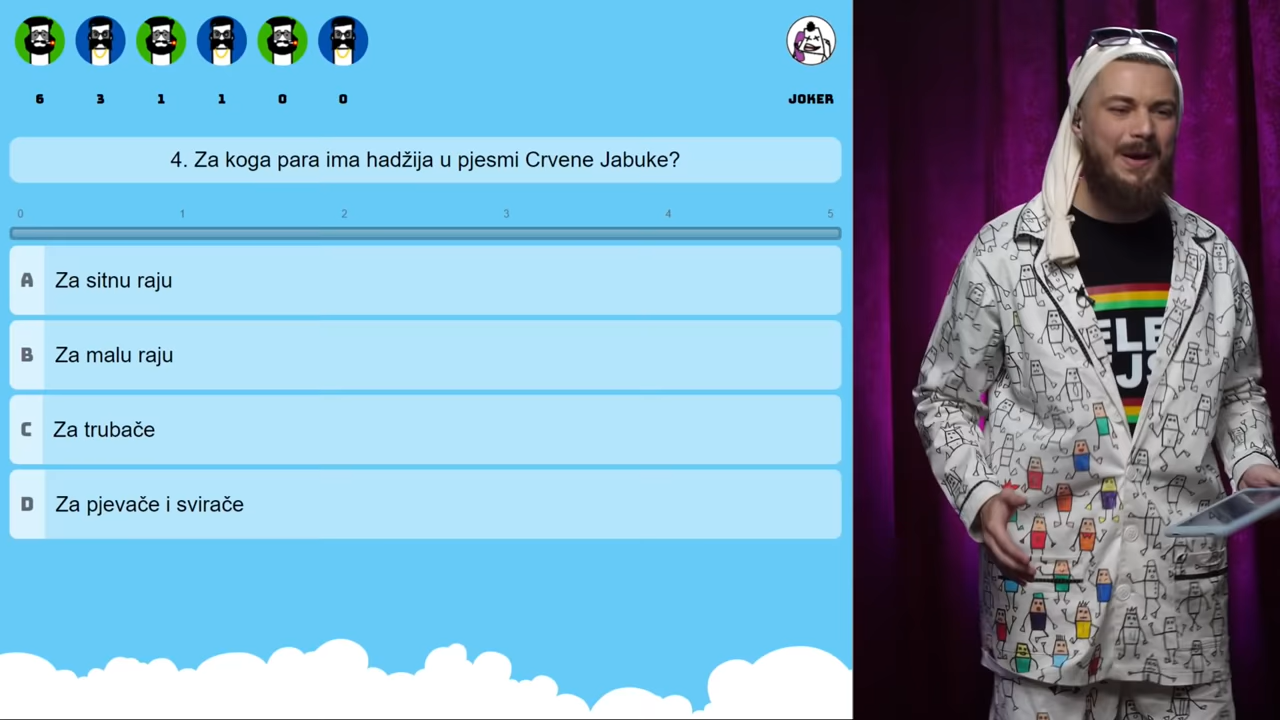 6 3 1 1 0 0 JOKER
4. Za koga para ima hadžija u pjesmi Crvene Jabuke?
0 1 2 3 4 5
A Za sitnu raju
B Za malu raju
C Za trubače
D Za pjevače i svirače